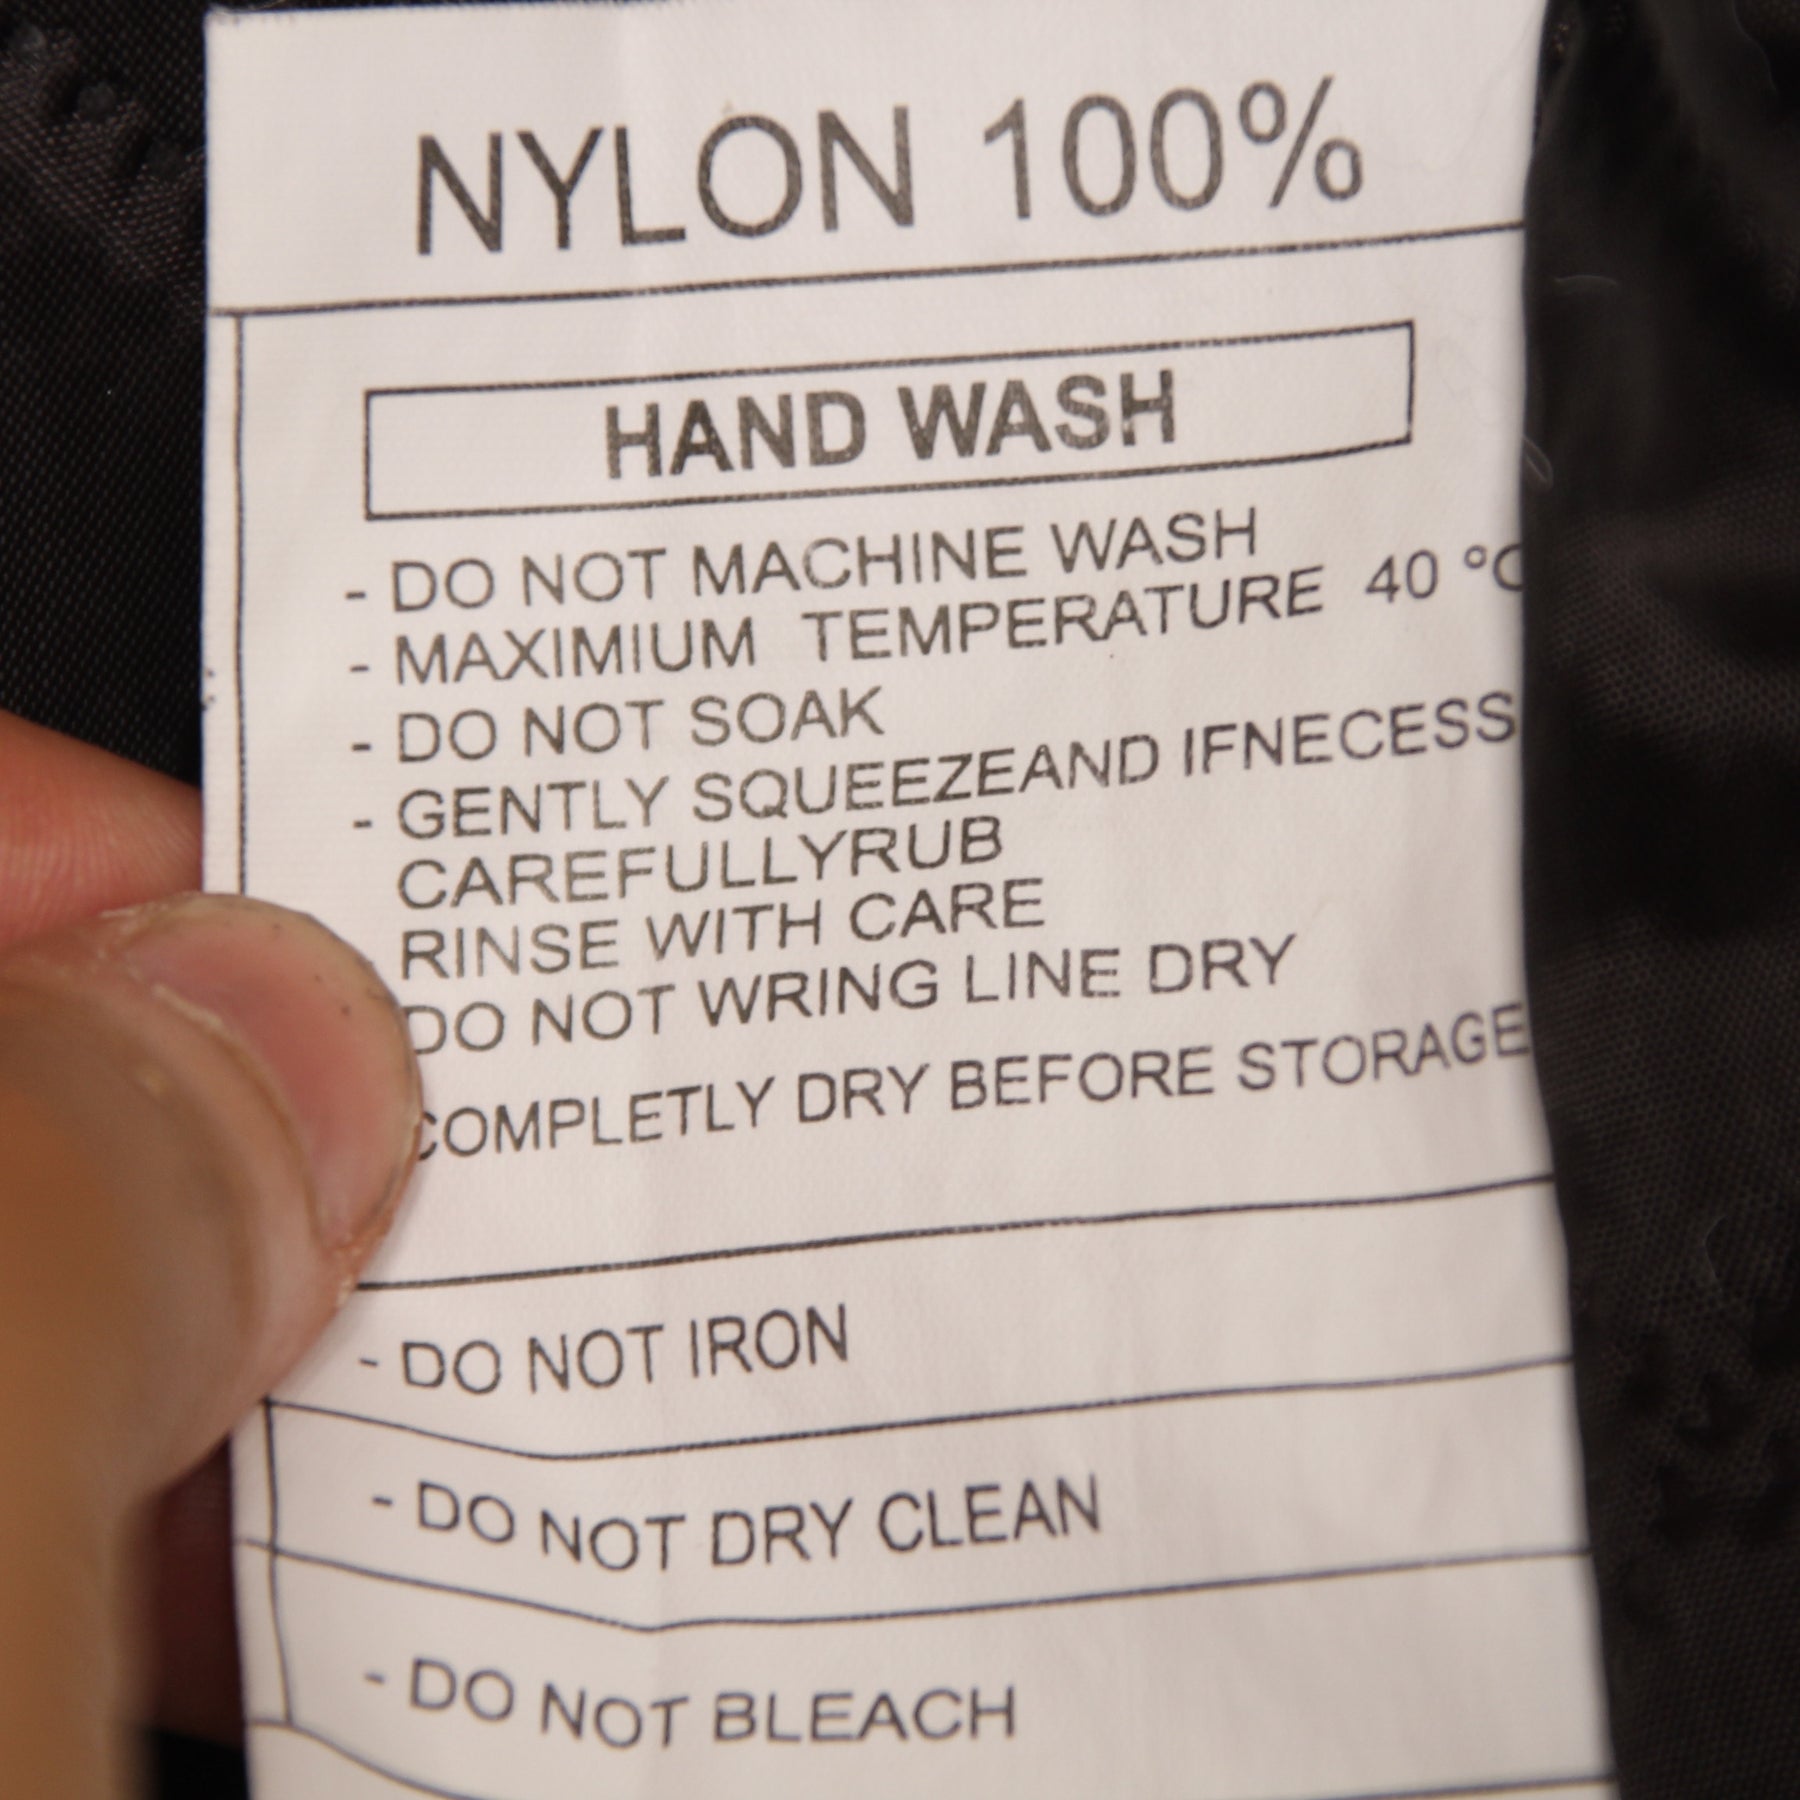 NYLON 100%
HAND WASH
- DO NOT MACHINE WASH
- MAXIMIUM TEMPERATURE 40 °C
- DO NOT SOAK
- GENTLY SQUEEZEAND IFNECESS
CAREFULLYRUB
RINSE WITH CARE
DO NOT WRING LINE DRY
COMPLETLY DRY BEFORE STORAGE
- DO NOT IRON
- DO NOT DRY CLEAN
- DO NOT BLEACH